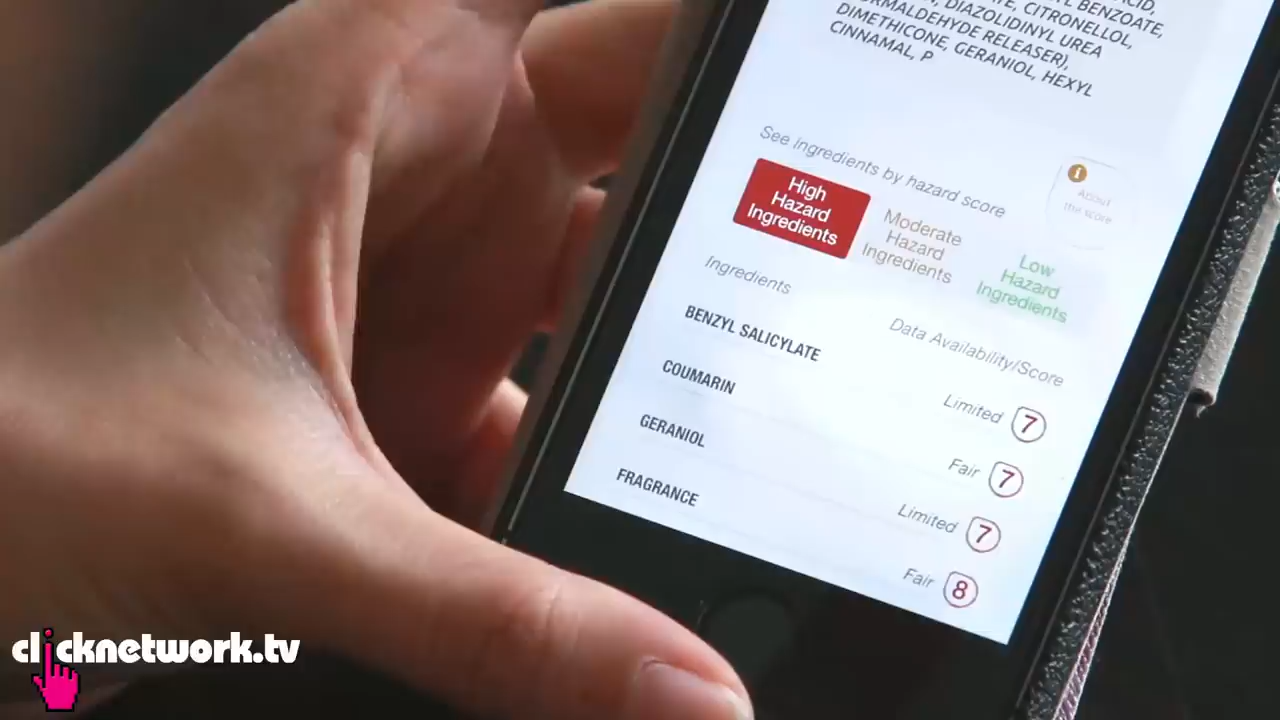 ACID,
BENZOATE,
CITRONELLOL,
DIAZOLIDINYL UREA
RELEASER),
DIMETHICONE, GERANIOL, HEXYL
CINNAMAL, P
See ingredients by hazard score
i
About
the score
High
Hazard
Ingredients
Moderate
Hazard
Ingredients
Low
Hazard
Ingredients
Ingredients
Data Availability/Score
BENZYL SALICYLATE
Limited 7
COUMARIN
Fair 7
GERANIOL
Limited 7
FRAGRANCE
Fair 8
clicknetwork.tv